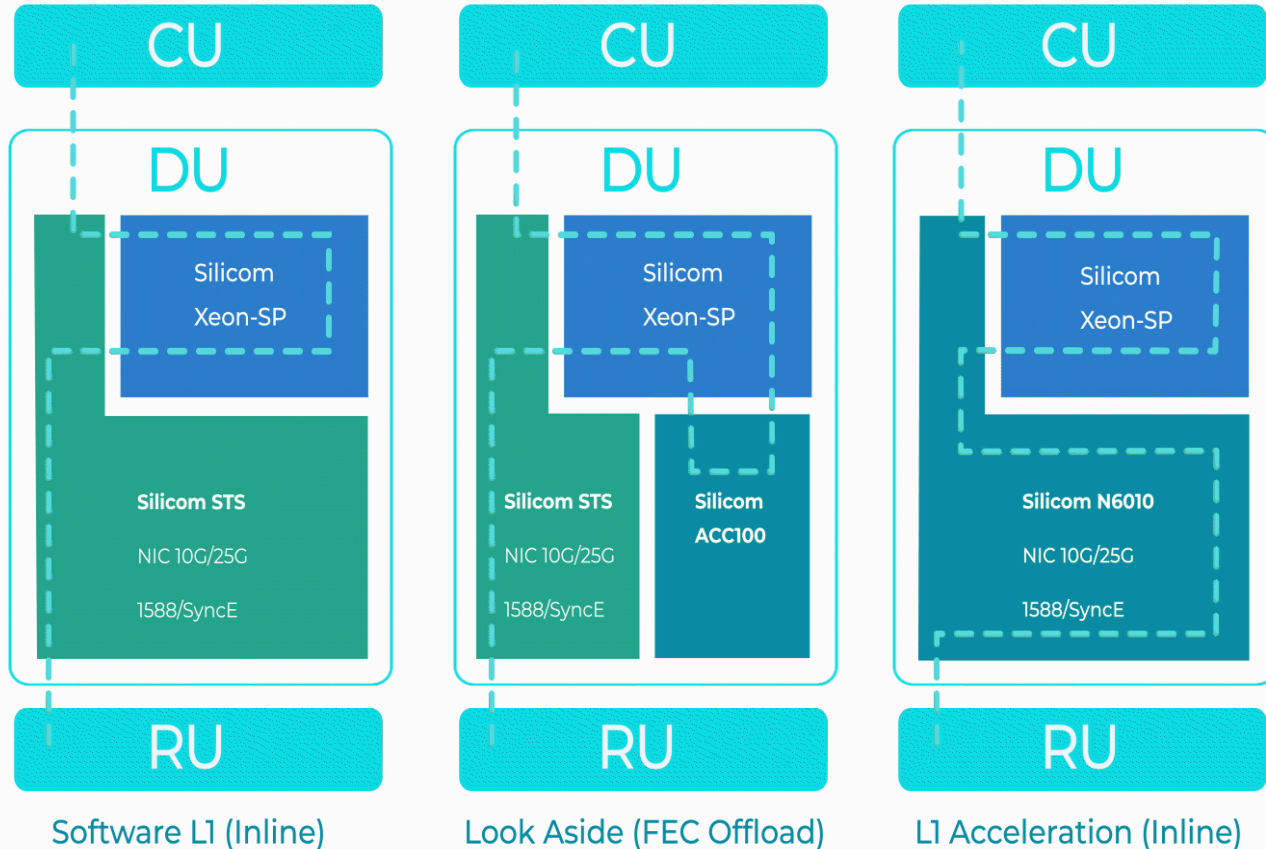 CU
DU
Silicom
Xeon-SP
Silicom STS
NIC 10G/25G
1588/SyncE
RU
Software L1 (Inline)
CU
DU
Silicom
Xeon-SP
Silicom STS
NIC 10G/25G
1588/SyncE
Silicom
ACC100
RU
Look Aside (FEC Offload)
CU
DU
Silicom
Xeon-SP
Silicom N6010
NIC 10G/25G
1588/SyncE
RU
L1 Acceleration (Inline)